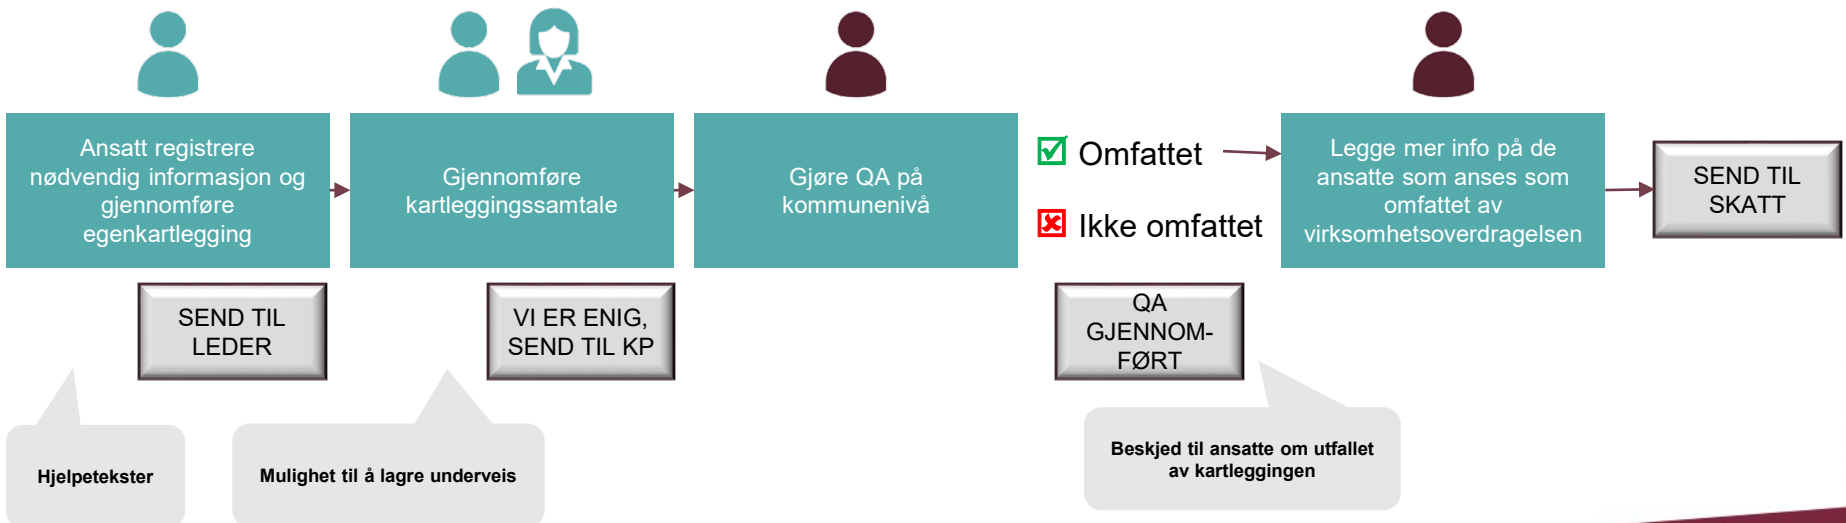 Ansatt registrere
nødvendig informasjon og
gjennomføre
egenkartlegging
Gjennomføre
kartleggingssamtale
Gjøre QA på
kommunenivå
Omfattet
Ikke omfattet
Legge mer info på de
ansatte som anses som
omfattet av
virksomhetsoverdragelsen
SEND TIL
SKATT
SEND TIL
LEDER
VI ER ENIG,
SEND TIL KP
QA
GJENNOM-
FØRT
Hjelpetekster
Mulighet til å lagre underveis
Beskjed til ansatte om utfallet
av kartleggingen